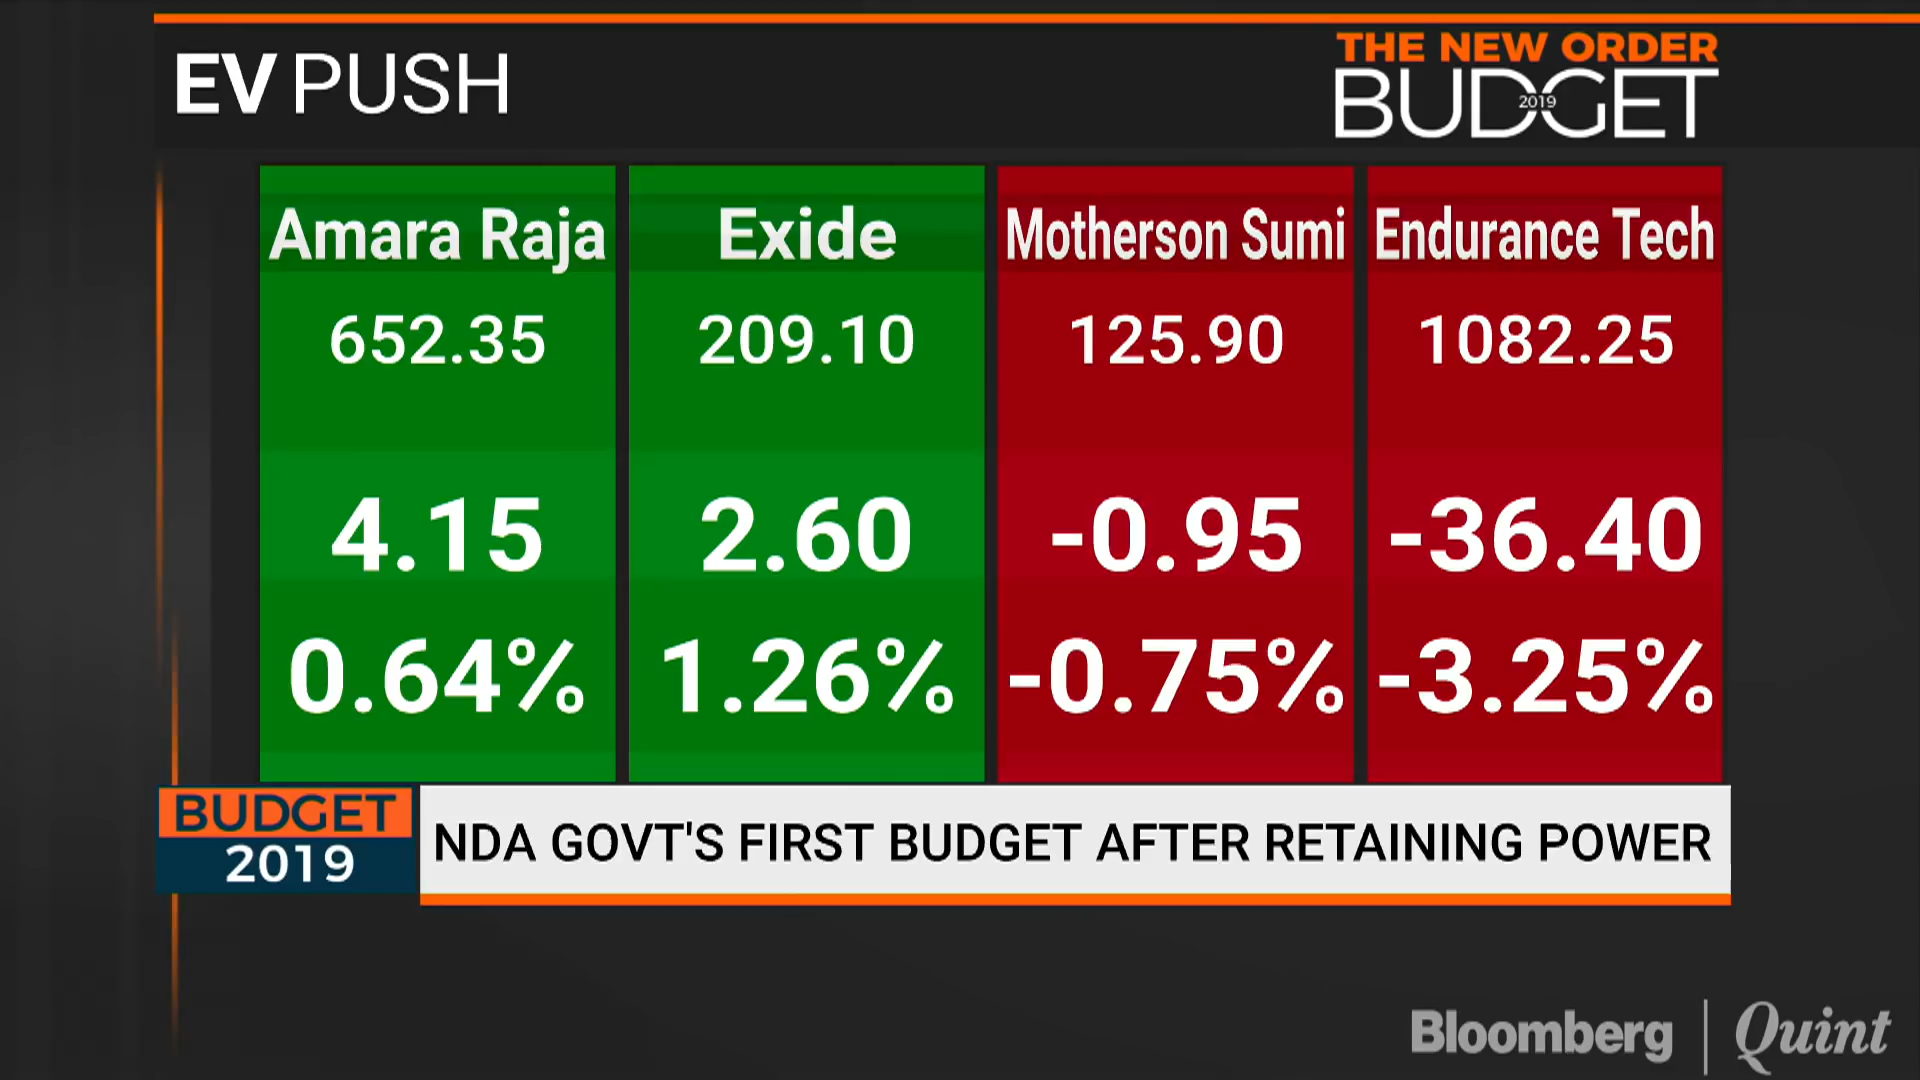 EV PUSH
THE NEW ORDER
BUDGET
2019
Amara Raja
652.35
4.15
0.64%
Exide
209.10
2.60
1.26%
Motherson Sumi
125.90
-0.95
-0.75%
Endurance Tech
1082.25
-36.40
-3.25%
BUDGET
2019
NDA GOVT'S FIRST BUDGET AFTER RETAINING POWER
Bloomberg | Quint